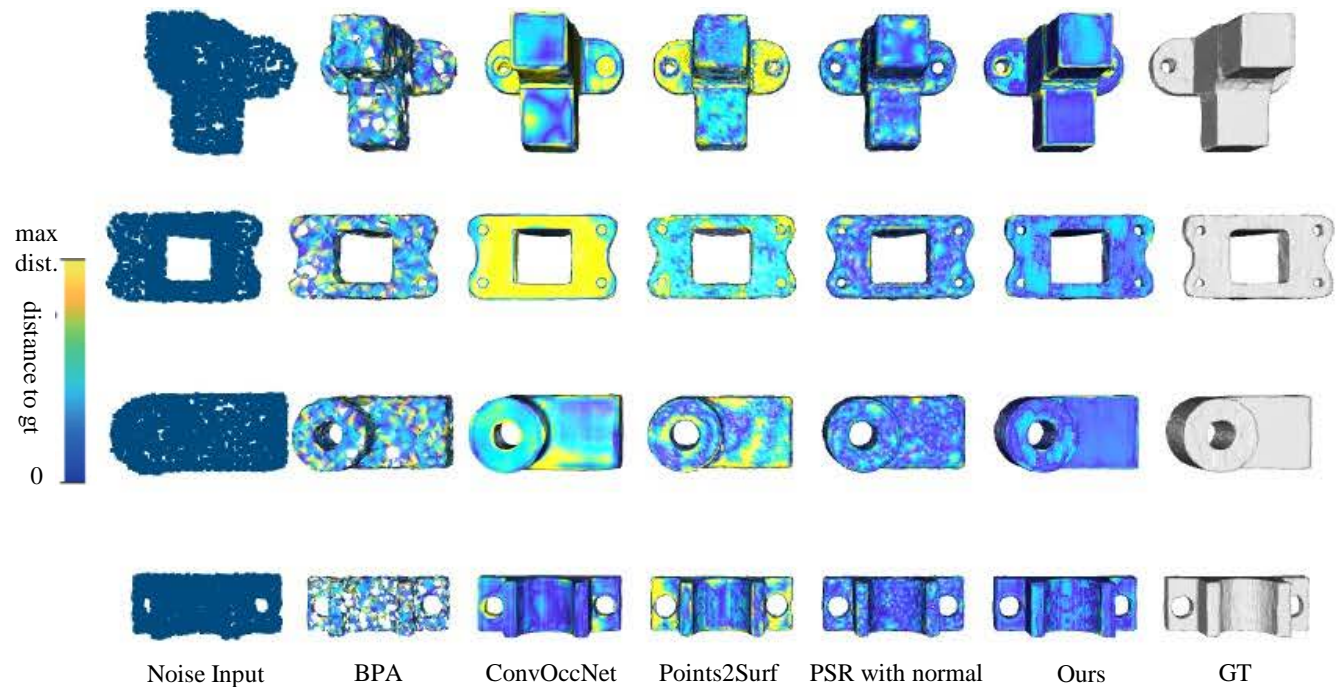 max
dist.
distance to gt
0
Noise Input
BPA
ConvOccNet
Points2Surf
PSR with normal
Ours
GT